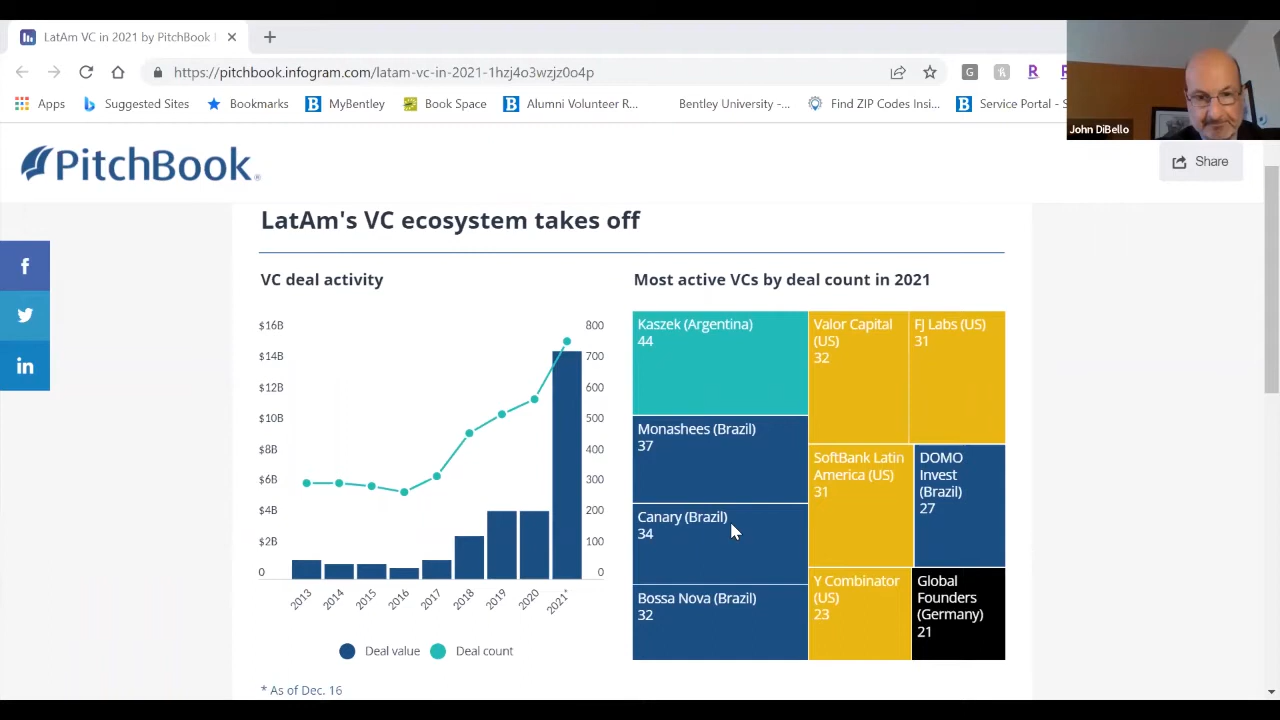 LatAm VC in 2021 by PitchBook
https://pitchbook.infogram.com/latam-vc-in-2021-1hzj4o3wzjz0o4p
G
R
R
Apps
Suggested Sites
Bookmarks
B MyBentley
Book Space
B Alumni Volunteer R...
Bentley University -...
Find ZIP Codes Insi...
B Service Portal - S
John DiBello
PitchBook®
Share
LatAm's VC ecosystem takes off
VC deal activity
$16B
$14B
$12B
$10B
$8B
$6B
$4B
$2B
0
800
700
600
500
400
300
200
100
0
2013
2014
2015
2016
2017
2018
2019
2020
2021*
Deal value
Deal count
* As of Dec. 16
Most active VCs by deal count in 2021
Kaszek (Argentina)
44
Monashees (Brazil)
37
Canary (Brazil)
34
Bossa Nova (Brazil)
32
Valor Capital
(US)
32
FJ Labs (US)
31
SoftBank Latin
America (US)
31
DOMO
Invest
(Brazil)
27
Y Combinator
(US)
23
Global
Founders
(Germany)
21
f
in